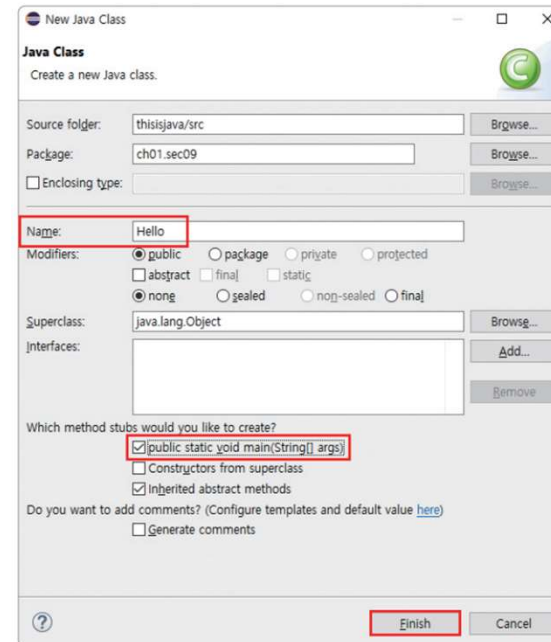 New Java Class
Java Class
Create a new Java class.
Source folder: thisisjava/src Browse...
Package: ch01.sec09 Browse...
Enclosing type: Browse...
Name: Hello
Modifiers: public package private protected
abstract final static
none sealed non-sealed final
Superclass: java.lang.Object Browse...
Interfaces: Add...
Remove
Which method stubs would you like to create?
public static void main(String[] args)
Constructors from superclass
Inherited abstract methods
Do you want to add comments? (Configure templates and default value here)
Generate comments
? Finish Cancel